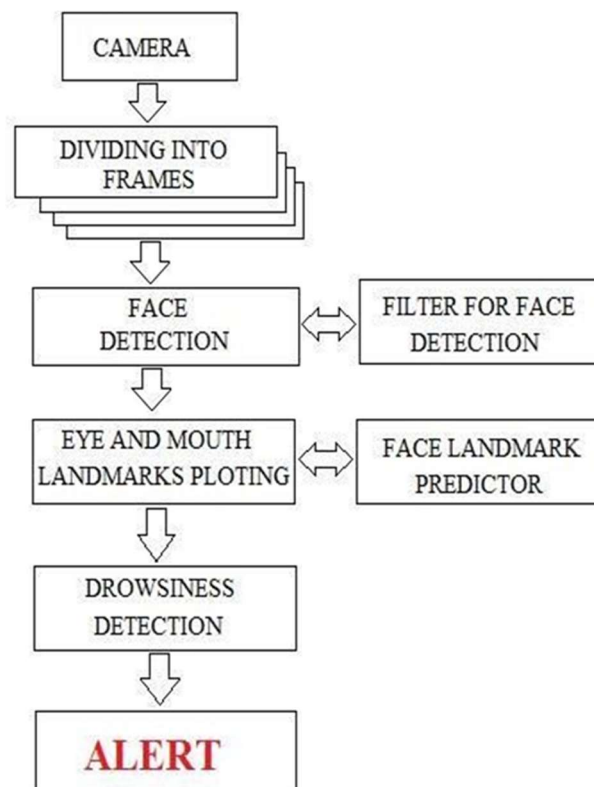 CAMERA
DIVIDING INTO
FRAMES
FACE
DETECTION
FILTER FOR FACE
DETECTION
EYE AND MOUTH
LANDMARKS PLOTING
FACE LANDMARK
PREDICTOR
DROWSINESS
DETECTION
ALERT